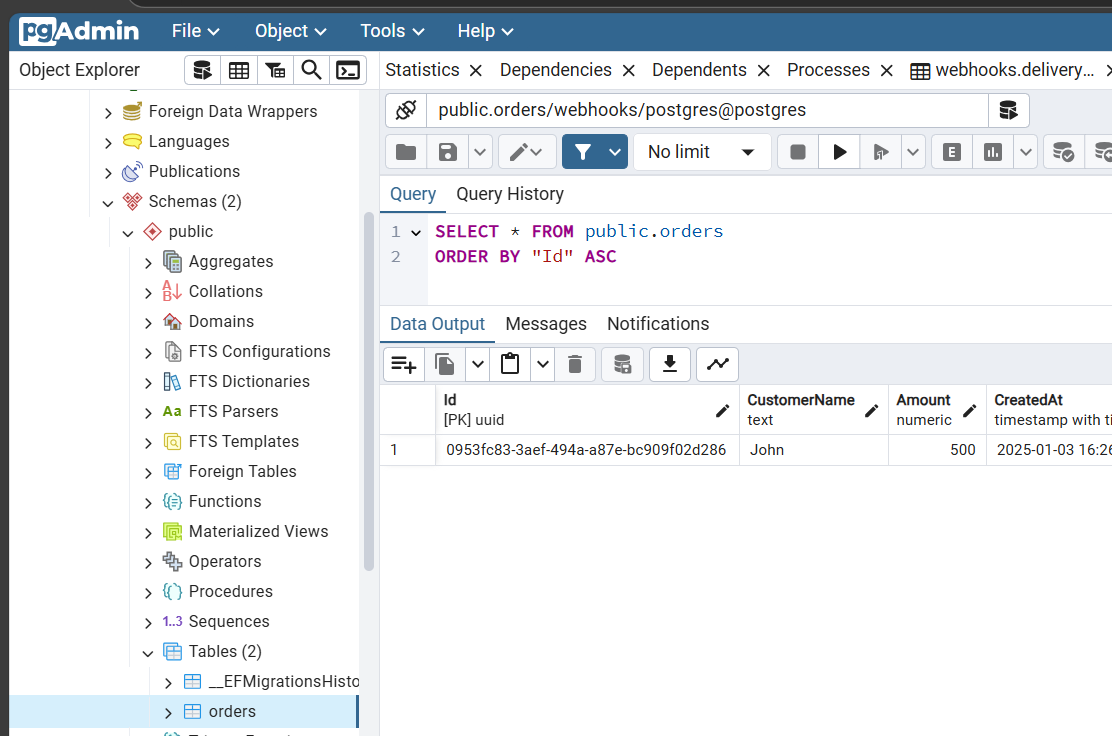 pgAdmin File Object Tools Help
Object Explorer
Statistics Dependencies Dependents Processes webhooks.delivery...
public.orders/webhooks/postgres@postgres
No limit
E
Query Query History
1 SELECT * FROM public.orders
2 ORDER BY "Id" ASC
Data Output Messages Notifications
Id CustomerName Amount CreatedAt
[PK] uuid text numeric timestamp with ti
1 0953fc83-3aef-494a-a87e-bc909f02d286 John 500 2025-01-03 16:26
Foreign Data Wrappers
Languages
Publications
Schemas (2)
public
Aggregates
Collations
Domains
FTS Configurations
FTS Dictionaries
Aa FTS Parsers
FTS Templates
Foreign Tables
Functions
Materialized Views
Operators
Procedures
1..3 Sequences
Tables (2)
__EFMigrationsHisto
orders